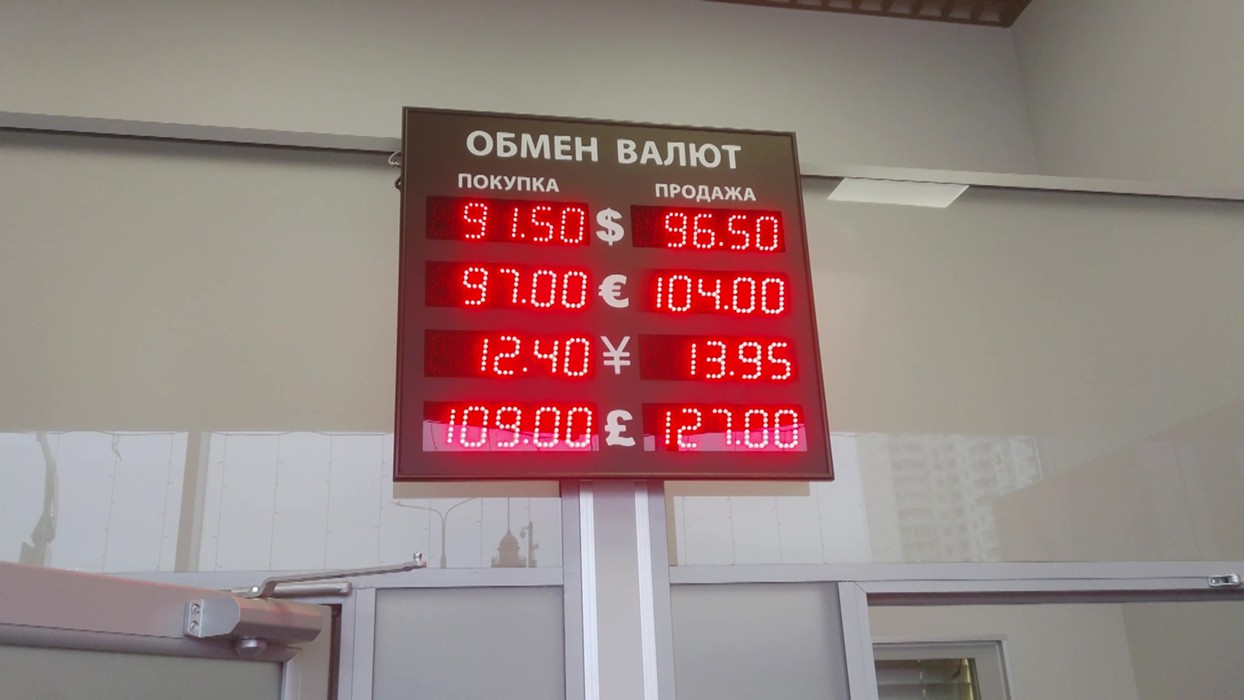 ОБМЕН ВАЛЮТ
ПОКУПКА ПРОДАЖА
91.50 $ 96.50
97.00 € 104.00
12.40 ¥ 13.95
109.00 £ 127.00